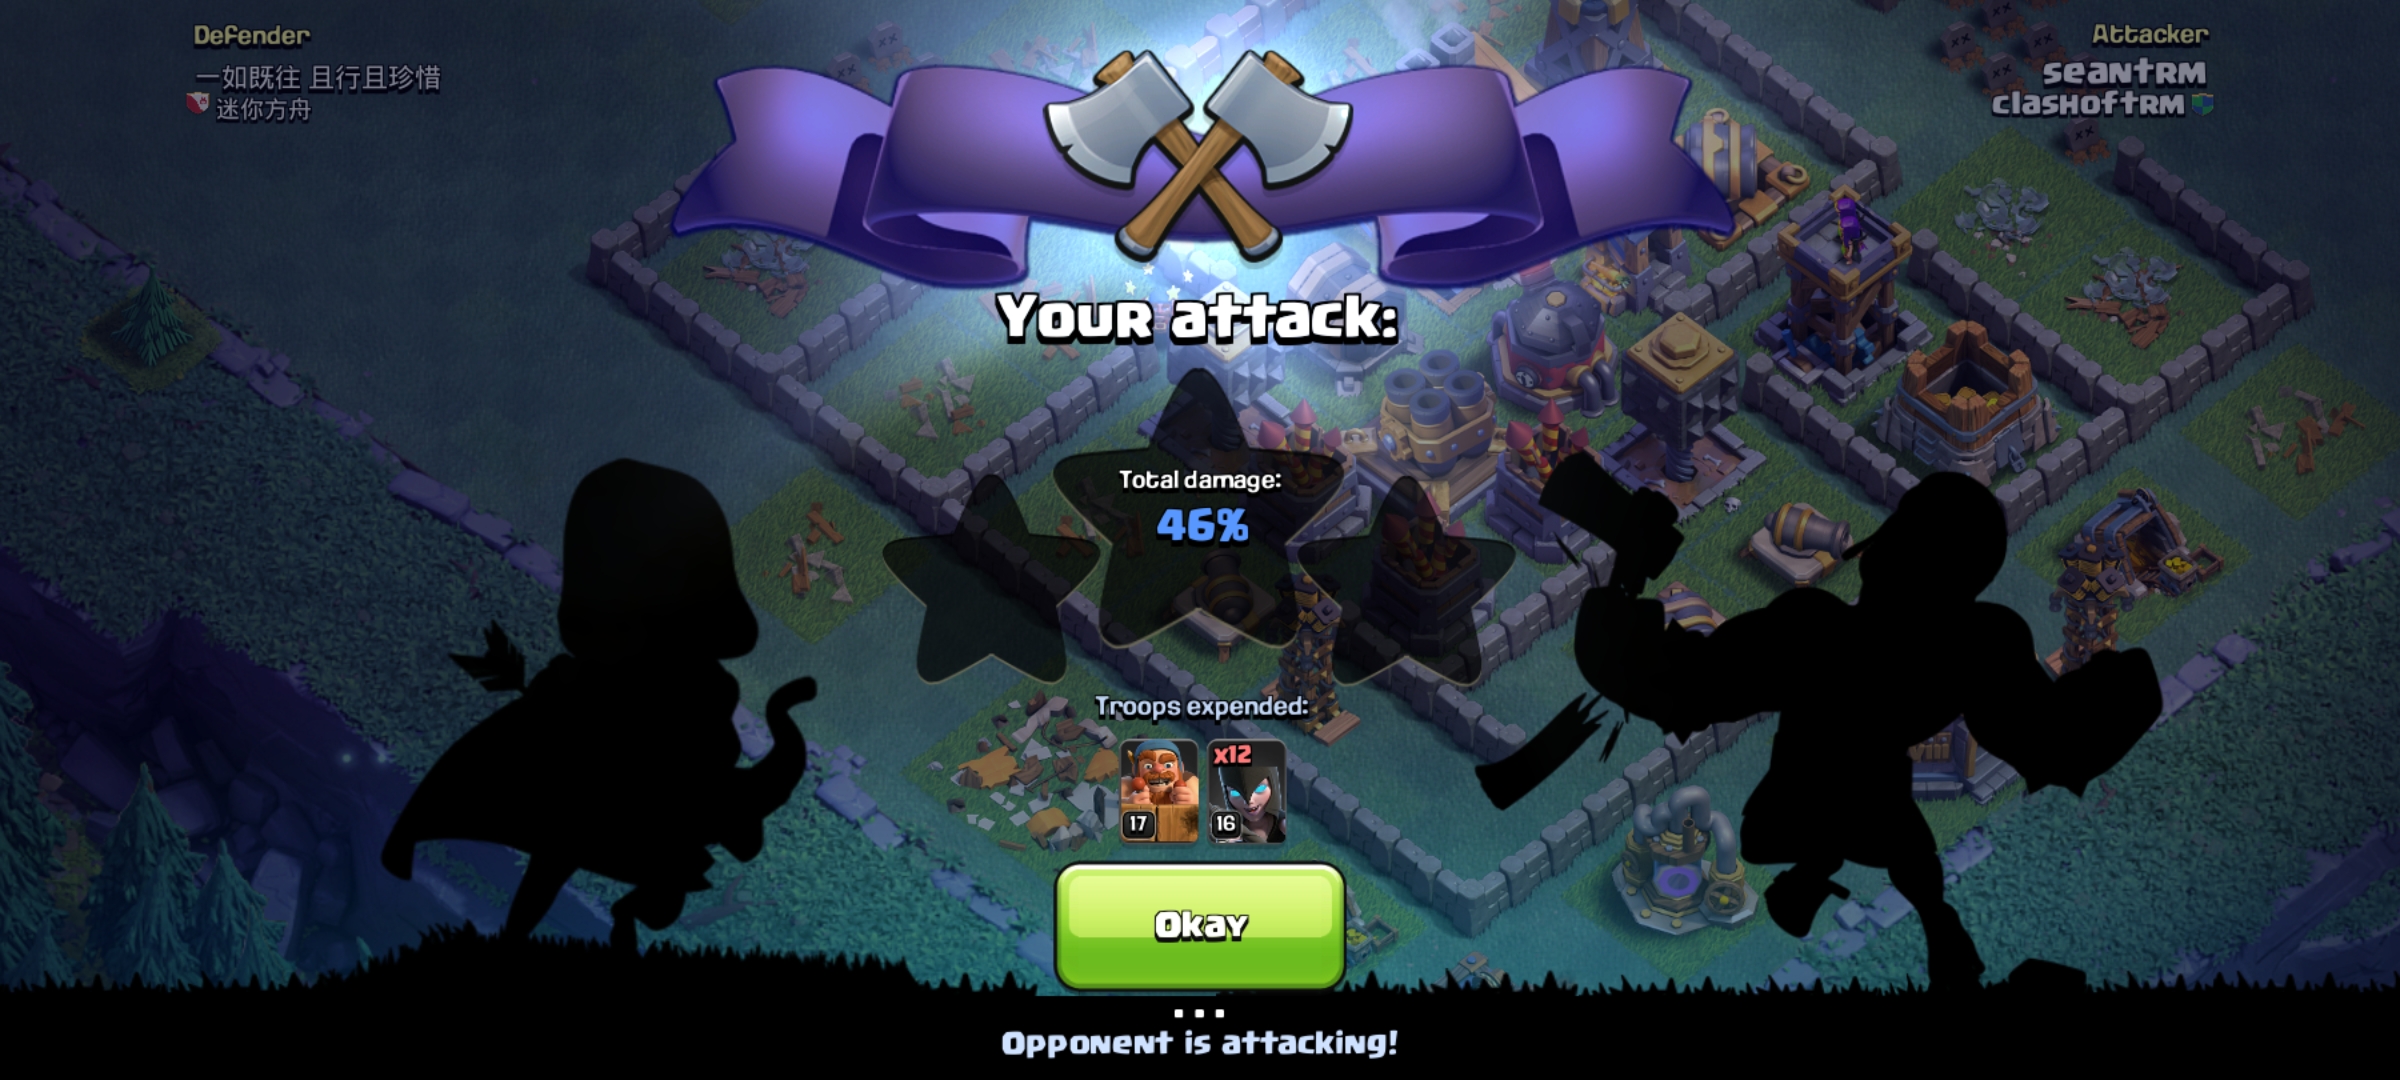 Defender
一如既往 且行且珍惜
迷你方舟
Attacker
seantRM
clashoftRM
Your attack:
Total damage:
46%
Troops expended:
x12
17
16
Okay
...
Opponent is attacking!